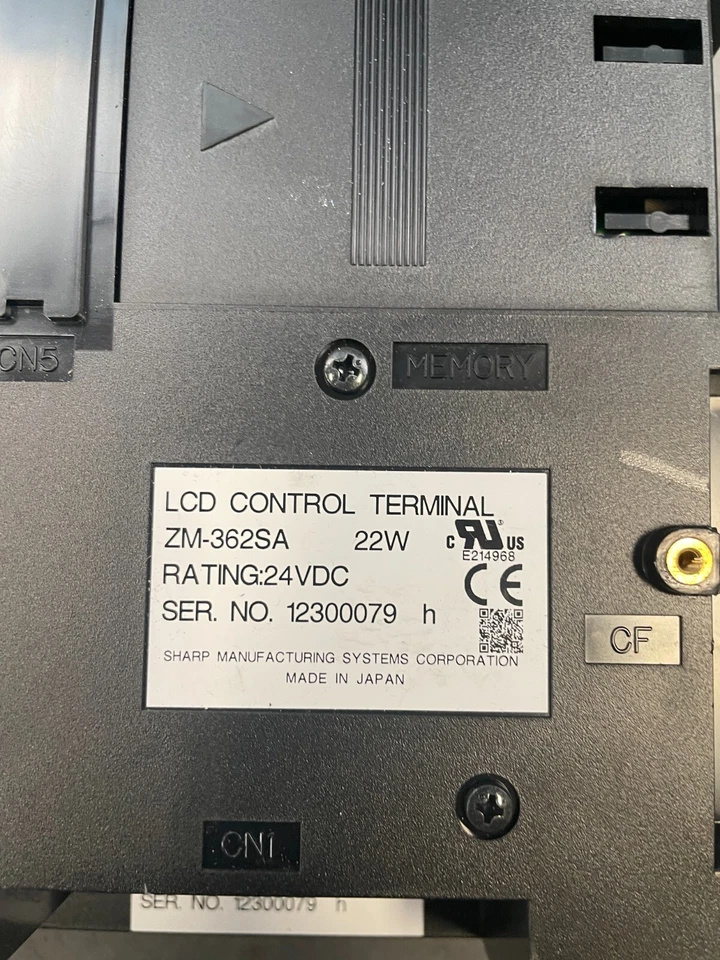 CN5
MEMORY
LCD CONTROL TERMINAL
ZM-362SA 22W
C RU ® US
E214968
RATING:24VDC CE
SER. NO. 12300079 h
SHARP MANUFACTURING SYSTEMS CORPORATION
MADE IN JAPAN
CF
CN1
SER. NO. 12300079 h